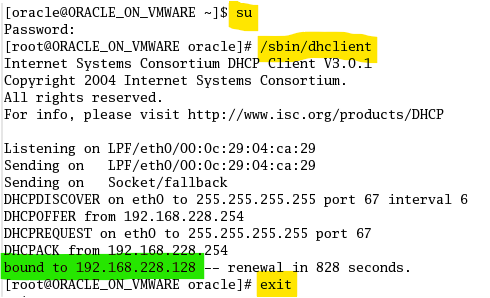 [oracle@ORACLE_ON_VMWARE ~]$ su
Password:
[root@ORACLE_ON_VMWARE oracle]# /sbin/dhclient
Internet Systems Consortium DHCP Client V3.0.1
Copyright 2004 Internet Systems Consortium.
All rights reserved.
For info, please visit http://www.isc.org/products/DHCP

Listening on LPF/eth0/00:0c:29:04:ca:29
Sending on   LPF/eth0/00:0c:29:04:ca:29
Sending on   Socket/fallback
DHCPDISCOVER on eth0 to 255.255.255.255 port 67 interval 6
DHCPOFFER from 192.168.228.254
DHCPREQUEST on eth0 to 255.255.255.255 port 67
DHCPACK from 192.168.228.254
bound to 192.168.228.128 -- renewal in 828 seconds.
[root@ORACLE_ON_VMWARE oracle]# exit